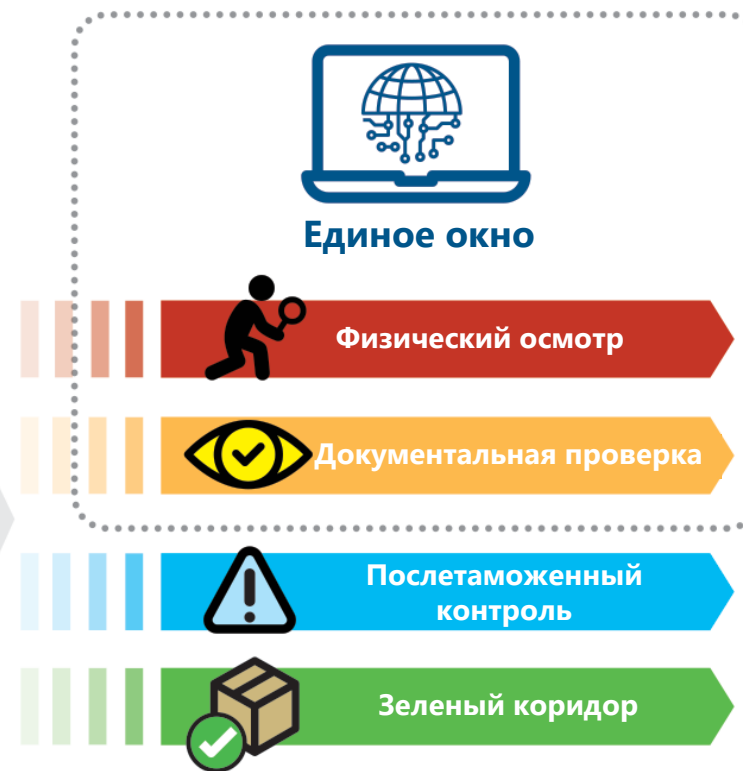 Единое окно
Физический осмотр
Документальная проверка
Послетаможенный
контроль
Зеленый коридор